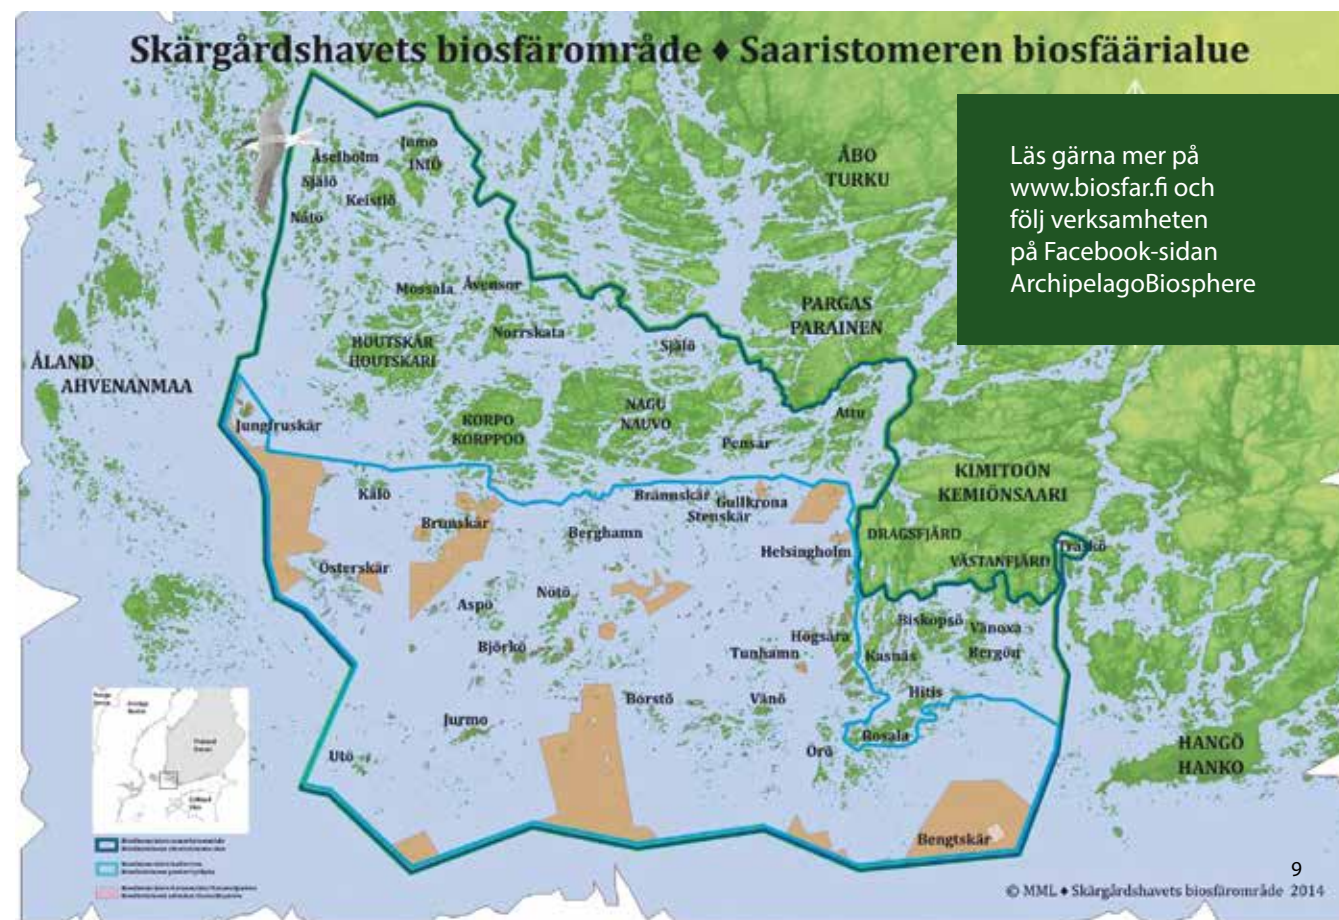 Skärgårdshavets biosfärområde ♦ Saaristomeren biosfäärialue
Läs gärna mer på
www.biosfar.fi och
följ verksamheten
på Facebook-sidan
ArchipelagoBiosphere
ÅBO
TURKU
Jumo
INIÖ
Åselholm
Själö
Keistiö
Nåtö
Mossala
Åvensor
Norrskata
HOUTSKÄR
HOUTSKARI
Själö
PARGAS
PARAINEN
ÅLAND
AHVENANMAA
Jungfruskär
KORPO
KORPPOO
NAGU
NAUVO
Pensar
Attu
KIMITOÖN
KEMIÖNSAARI
Kälö
Brunskär
Berghamn
Brännskär
Gullkrona
Stenskär
Helsingholm
DRAGSFJÄRD
VÄSTANFJÄRD
Österskär
Aspö
Nötö
Björkö
Tunhamn
Högsåra
Biskopsö
Vänoxa
Kasnäs
Bergön
Hitis
Borstö
Vänö
Jurmo
Utö
Örö
Rosala
HANGÖ
HANKO
Bengtskär
9
© MML ♦ Skärgårdshavets biosfärområde 2014